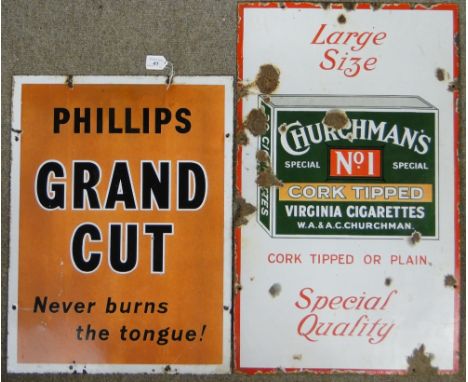 PHILLIPS
GRAND
CUT
Never burns
the tongue!
Large
Size
CHURCHMAN'S
SPECIAL No1 SPECIAL
CORK TIPPED
VIRGINIA CIGARETTES
W.A.& A.C.CHURCHMAN.
CORK TIPPED OR PLAIN
Special
Quality